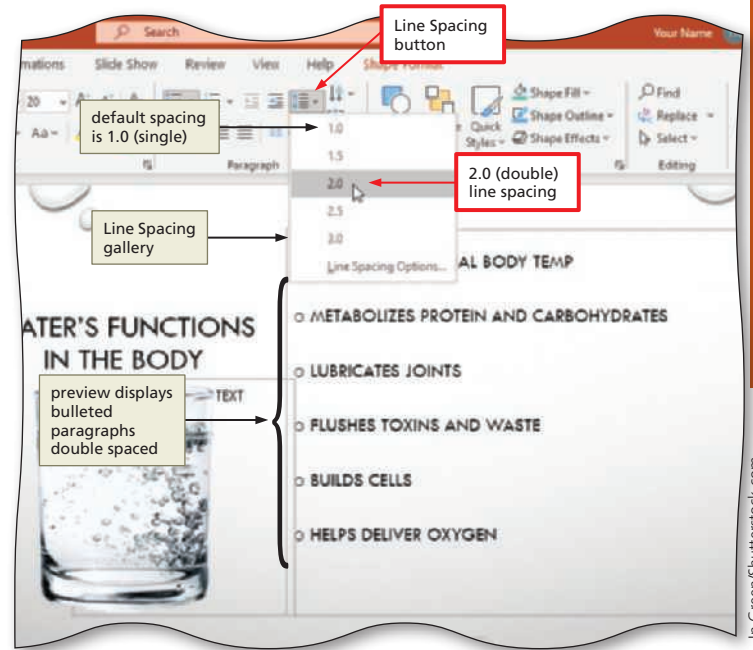 Line Spacing
button
Search
Your Name
mations Slide Show Review View Help Shape Format
20
Aa
default spacing
is 1.0 (single)
Quick
Styles
Shape Fill
Shape Outline
Shape Effects
Find
Replace
Select
Paragraph
Editing
1.0
1.5
2.0
2.5
3.0
Line Spacing Options...
2.0 (double)
line spacing
Line Spacing
gallery
AL BODY TEMP
METABOLIZES PROTEIN AND CARBOHYDRATES
LUBRICATES JOINTS
FLUSHES TOXINS AND WASTE
BUILDS CELLS
HELPS DELIVER OXYGEN
ATER'S FUNCTIONS
IN THE BODY
TEXT
preview displays
bulleted
paragraphs
double spaced